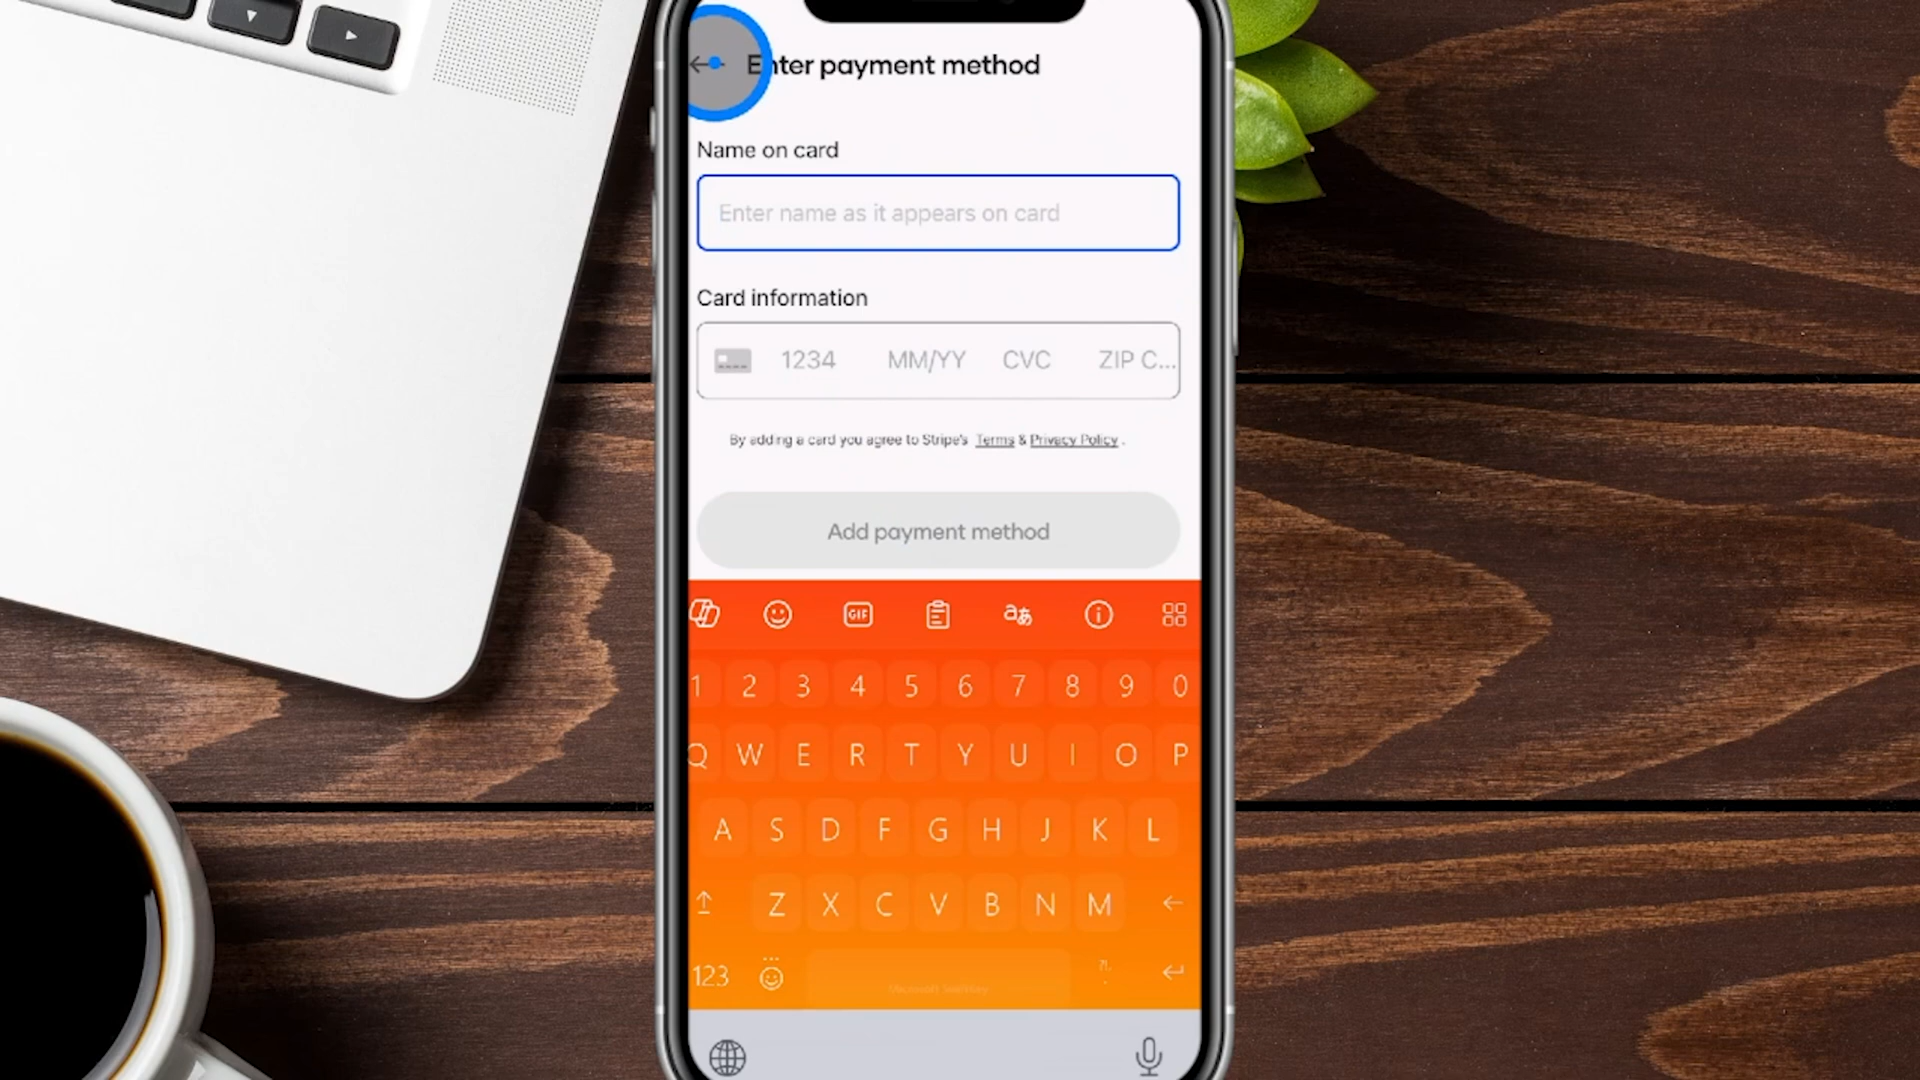 Enter payment method
Name on card
Enter name as it appears on card
Card information
1234 MM/YY CVC ZIP C...
By adding a card you agree to Stripe's Terms & Privacy Policy .
Add payment method
GIF
1 2 3 4 5 6 7 8 9 0
Q W E R T Y U I O P
A S D F G H J K L
Z X C V B N M
123
Microsoft SwiftKey